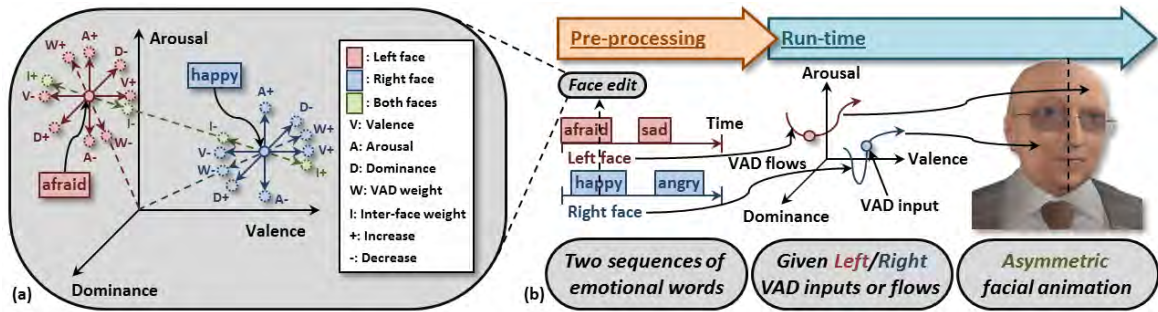 Arousal
W+
A+
D-
I+
V-
V+
I-
D+
A-
W-
afraid
happy
A+
D-
I-
W+
V-
V+
W-
I+
D+
A-
Valence
Dominance
(a)
: Left face
: Right face
: Both faces
V: Valence
A: Arousal
D: Dominance
W: VAD weight
I: Inter-face weight
+: Increase
-: Decrease
Pre-processing
Run-time
Face edit
afraid
sad
Time
Left face
happy
angry
Right face
Arousal
VAD flows
Valence
Dominance
VAD input
(b)
Two sequences of
emotional words
Given Left/Right
VAD inputs or flows
Asymmetric
facial animation